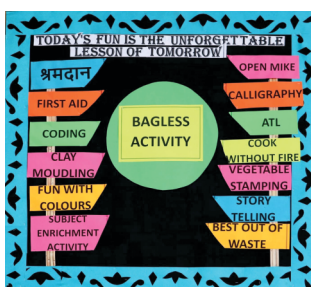 TODAY'S FUN IS THE UNFORGETTABLE
LESSON OF TOMORROW
श्रमदान
FIRST AID
CODING
CLAY
MOUDLING
FUN WITH
COLOURS
SUBJECT
ENRICHMENT
ACTIVITY
BAGLESS
ACTIVITY
OPEN MIKE
CALLIGRAPHY
ATL
COOK
WITHOUT FIRE
VEGETABLE
STAMPING
STORY
TELLING
BEST OUT OF
WASTE